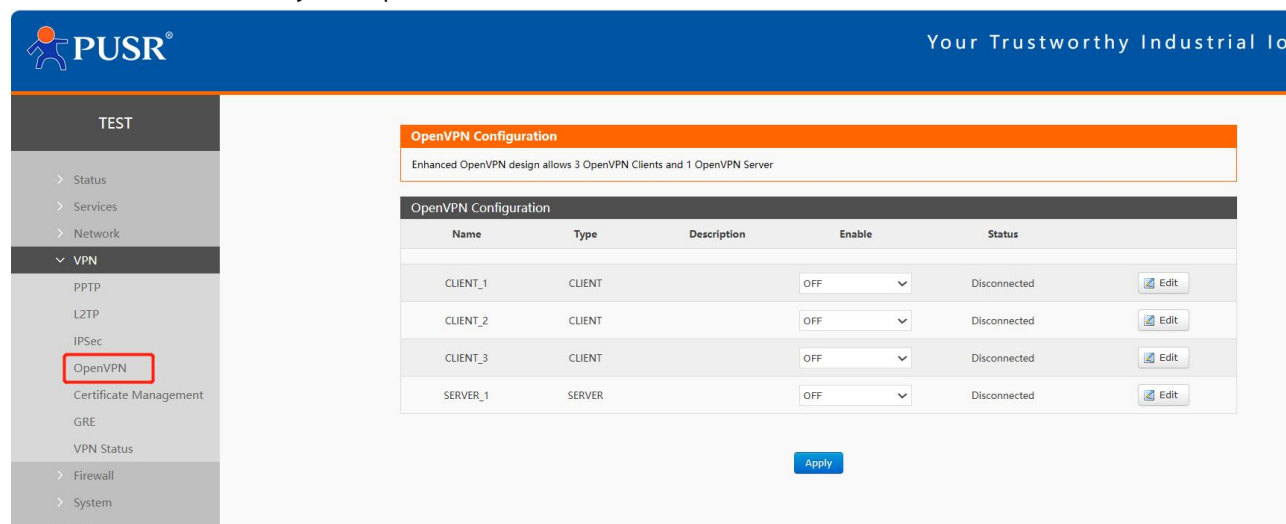 PUSR®
Your Trustworthy Industrial Io
TEST
Status
Services
Network
VPN
PPTP
L2TP
IPSec
OpenVPN
Certificate Management
GRE
VPN Status
Firewall
System
OpenVPN Configuration
Enhanced OpenVPN design allows 3 OpenVPN Clients and 1 OpenVPN Server
OpenVPN Configuration
Name Type Description Enable Status
CLIENT_1 CLIENT OFF Disconnected Edit
CLIENT_2 CLIENT OFF Disconnected Edit
CLIENT_3 CLIENT OFF Disconnected Edit
SERVER_1 SERVER OFF Disconnected Edit
Apply